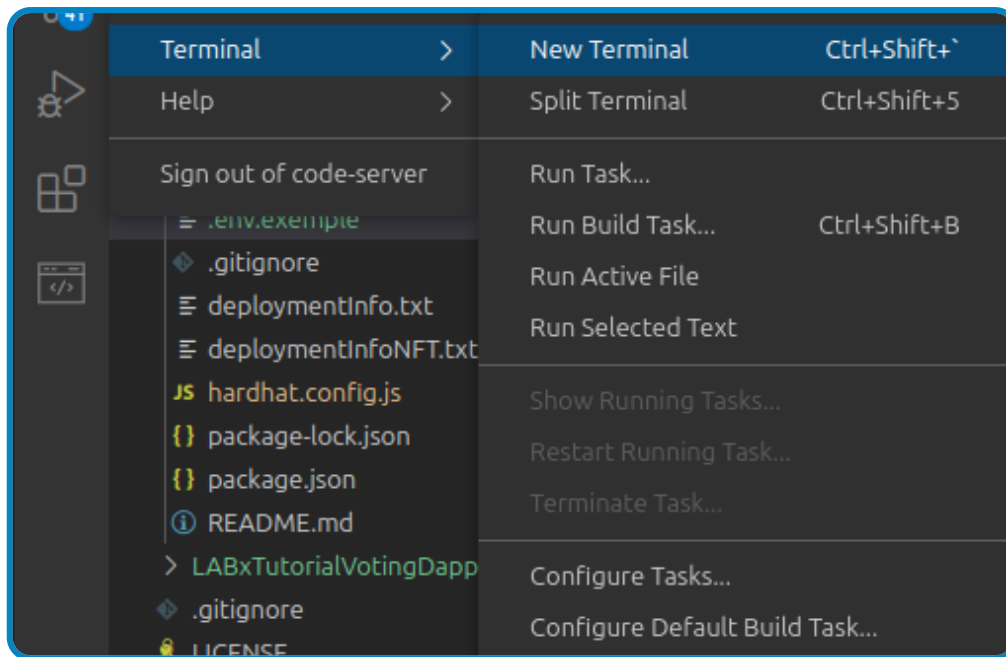 41
Terminal
Help
Sign out of code-server
.env.exemple
.gitignore
deploymentInfo.txt
deploymentInfoNFT.txt
JS hardhat.config.js
{} package-lock.json
{} package.json
README.md
LABxTutorialVotingDapp
.gitignore
LICENSE
New Terminal Ctrl+Shift+`
Split Terminal Ctrl+Shift+5
Run Task...
Run Build Task... Ctrl+Shift+B
Run Active File
Run Selected Text
Show Running Tasks...
Restart Running Task...
Terminate Task...
Configure Tasks...
Configure Default Build Task...